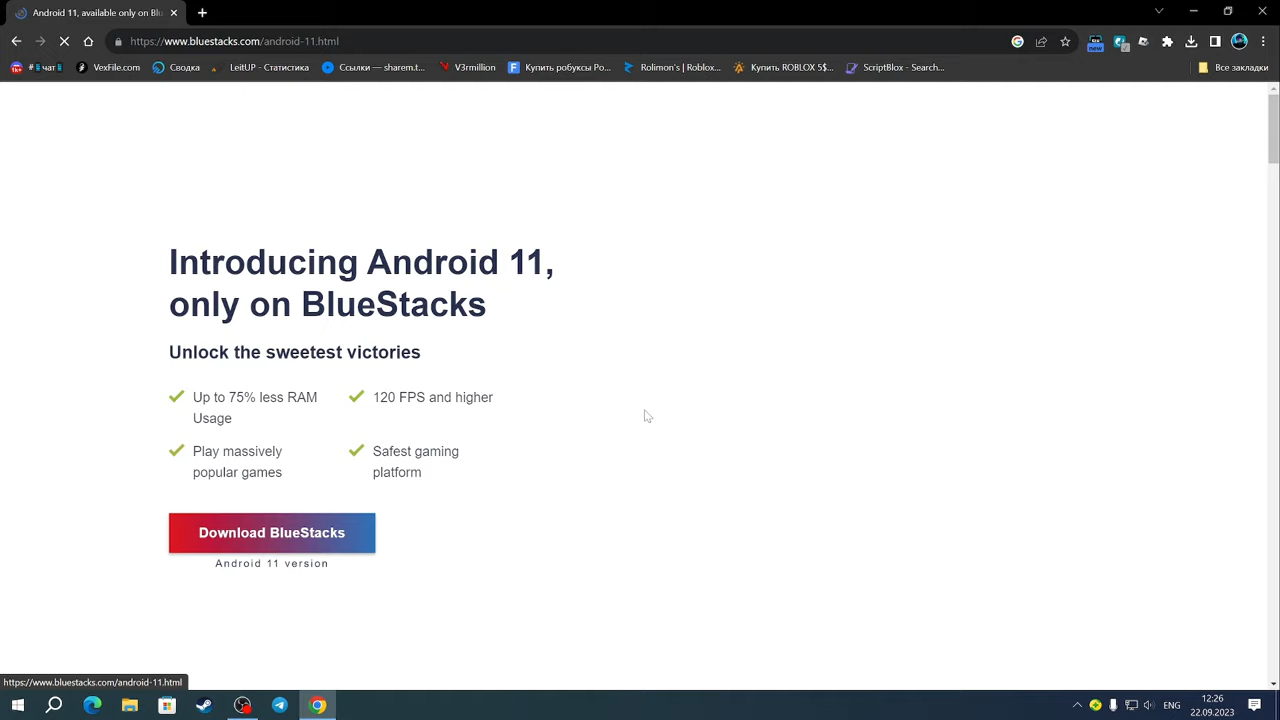 Android 11, available only on Blu
https://www.bluestacks.com/android-11.html
new
1k+
Vexfile.com
Сводка
LeitUP - Статистика
Ссылки — sharem.t...
V3rmillion
Купить робуксы Ро...
Rolimon's | Roblox...
Купить ROBLOX 5$...
ScriptBlox - Search...
Все закладки
Introducing Android 11,
only on BlueStacks
Unlock the sweetest victories
Up to 75% less RAM
Usage
120 FPS and higher
Play massively
popular games
Safest gaming
platform
Download BlueStacks
Android 11 version
https://www.bluestacks.com/android-11.html
ENG
12:26
22.09.2023